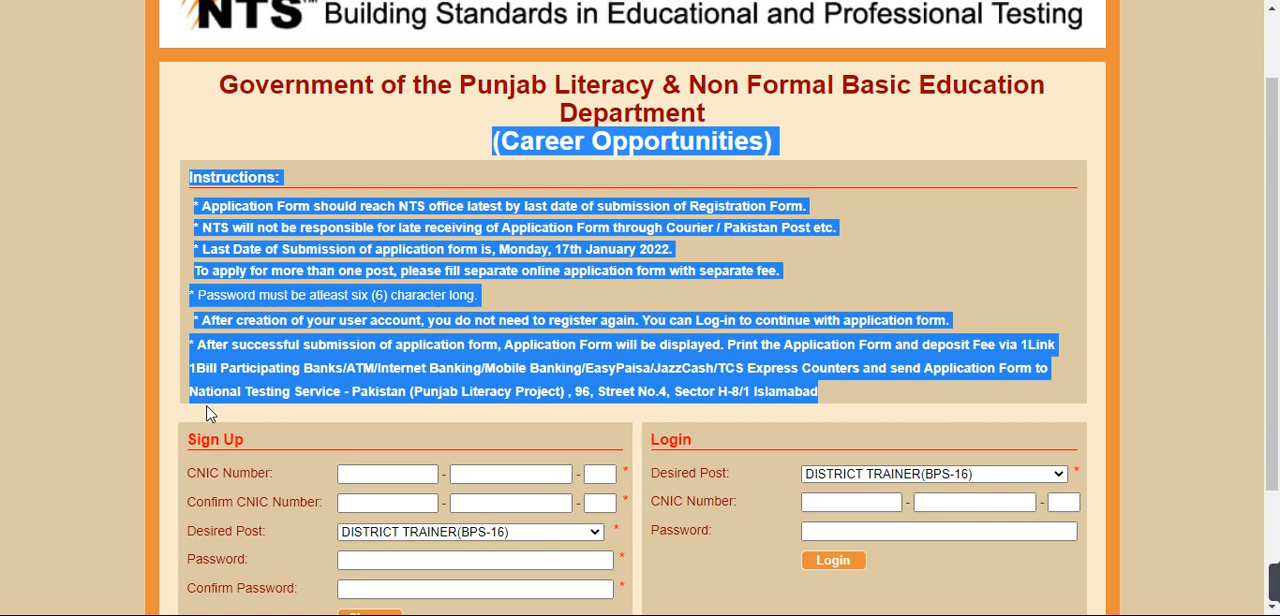 NTS™ Building Standards in Educational and Professional Testing
Government of the Punjab Literacy & Non Formal Basic Education
Department
(Career Opportunities)
Instructions:
* Application Form should reach NTS office latest by last date of submission of Registration Form.
* NTS will not be responsible for late receiving of Application Form through Courier / Pakistan Post etc.
* Last Date of Submission of application form is, Monday, 17th January 2022.
To apply for more than one post, please fill separate online application form with separate fee.
* Password must be atleast six (6) character long.
* After creation of your user account, you do not need to register again. You can Log-in to continue with application form.
* After successful submission of application form, Application Form will be displayed. Print the Application Form and deposit Fee via 1Link
1Bill Participating Banks/ATM/Internet Banking/Mobile Banking/EasyPaisa/JazzCash/TCS Express Counters and send Application Form to
National Testing Service - Pakistan (Punjab Literacy Project) , 96, Street No.4, Sector H-8/1 Islamabad
Sign Up
CNIC Number: - - *
Confirm CNIC Number: - - *
Desired Post: DISTRICT TRAINER(BPS-16) *
Password: *
Confirm Password: *
Login
Desired Post: DISTRICT TRAINER(BPS-16) *
CNIC Number: - -
Password:
Login